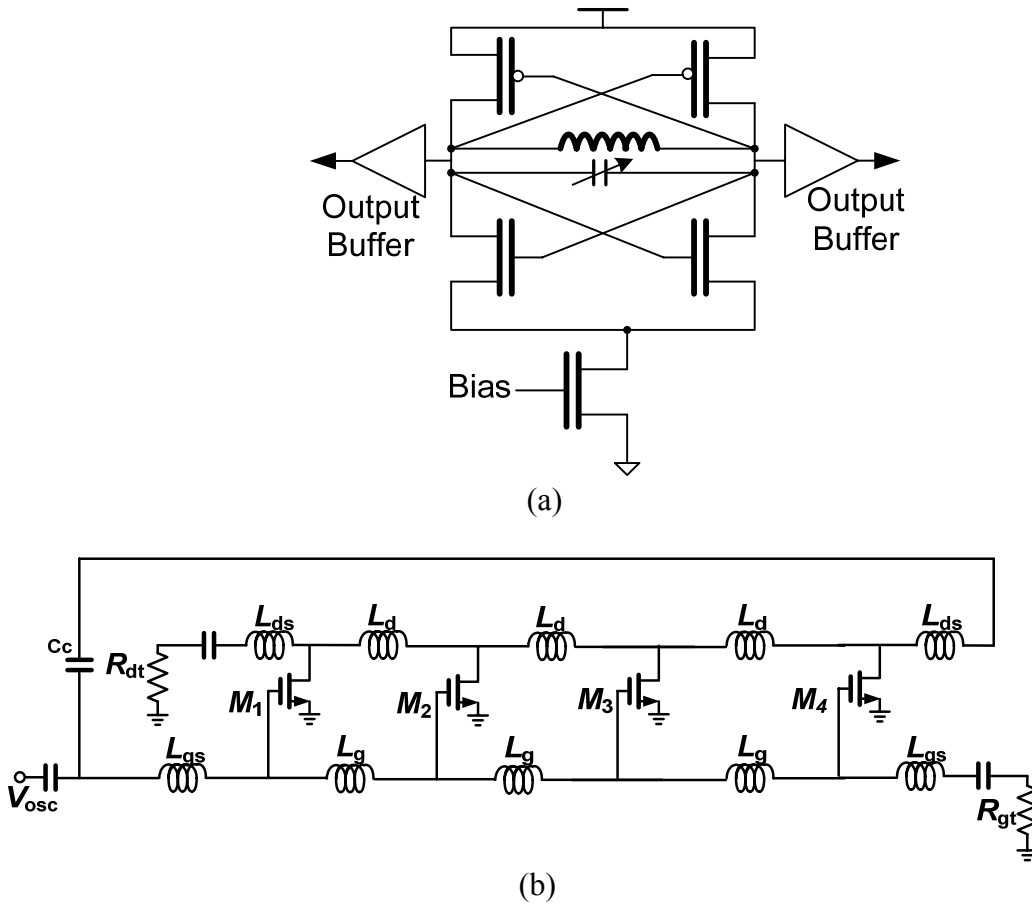 Output
Buffer
Output
Buffer
Bias
(a)
Cc
Rdt
Lds
Ld
Ld
Ld
Lds
M1
M2
M3
M4
Vosc
Lgs
Lg
Lg
Lg
Lgs
Rgt
(b)